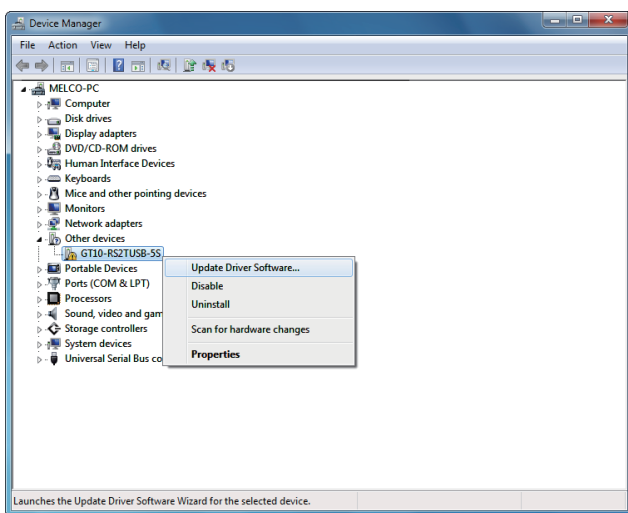 Device Manager
File Action View Help
MELCO-PC
Computer
Disk drives
Display adapters
DVD/CD-ROM drives
Human Interface Devices
Keyboards
Mice and other pointing devices
Monitors
Network adapters
Other devices
GT10-RS2TUSB-5S
Portable Devices
Ports (COM & LPT)
Processors
Sound, video and gam
Storage controllers
System devices
Universal Serial Bus co
Update Driver Software...
Disable
Uninstall
Scan for hardware changes
Properties
Launches the Update Driver Software Wizard for the selected device.